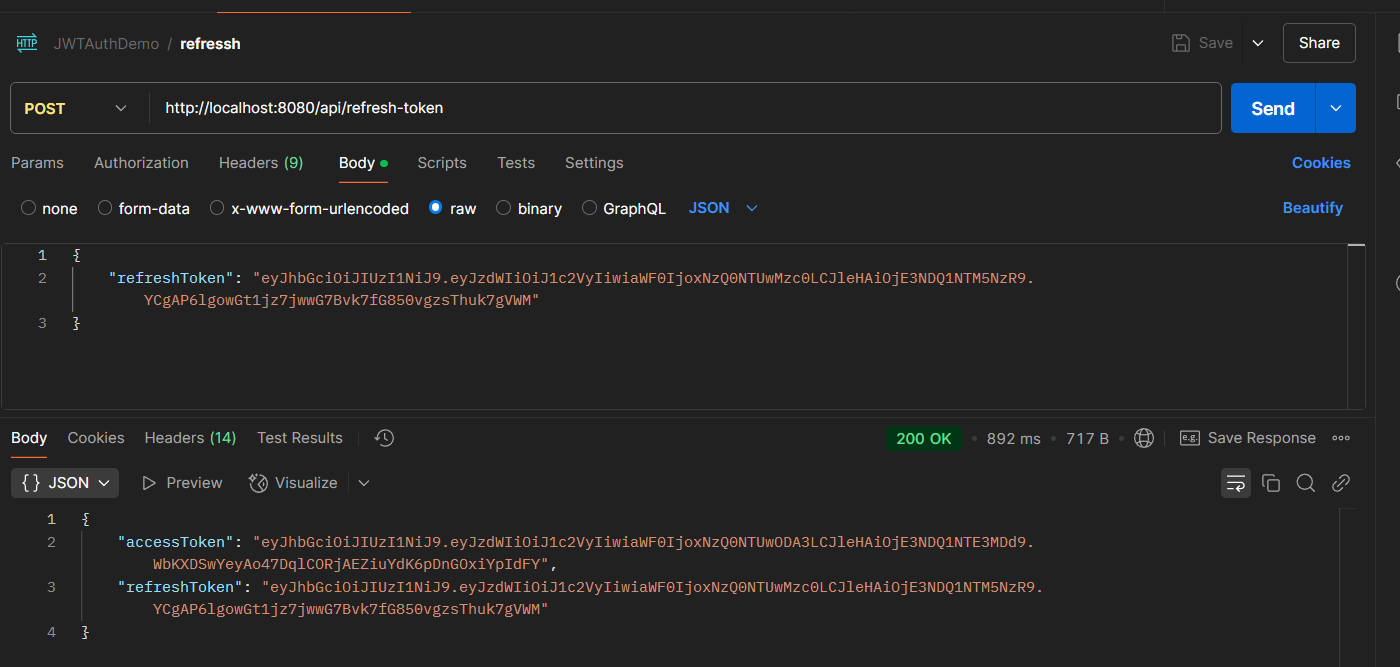 HTTP JWTAuthDemo / refressh Save Share
POST http://localhost:8080/api/refresh-token Send
Params Authorization Headers (9) Body Scripts Tests Settings Cookies
none form-data x-www-form-urlencoded raw binary GraphQL JSON Beautify
1 {
2 "refreshToken": "eyJhbGciOiJIUzI1NiJ9.eyJzdWIiOiJ1c2VyIiwiaWF0IjoxNzQ0NTUwMzc0LCJleHAiOjE3NDQ1NTM5NzR9.
YCgAP6lgowGt1jz7jwwG7Bvk7fG850vgzsThuk7gVWM"
3 }
Body Cookies Headers (14) Test Results 200 OK 892 ms 717 B e.g. Save Response
{} JSON Preview Visualize
1 {
2 "accessToken": "eyJhbGciOiJIUzI1NiJ9.eyJzdWIiOiJ1c2VyIiwiaWF0IjoxNzQ0NTUwODA3LCJleHAiOjE3NDQ1NTE3MDd9.
WbKXDSwYeyAo47DqlCORjAEZiuYdK6pDnGOxiYpIdFY",
3 "refreshToken": "eyJhbGciOiJIUzI1NiJ9.eyJzdWIiOiJ1c2VyIiwiaWF0IjoxNzQ0NTUwMzc0LCJleHAiOjE3NDQ1NTM5NzR9.
YCgAP6lgowGt1jz7jwwG7Bvk7fG850vgzsThuk7gVWM"
4 }